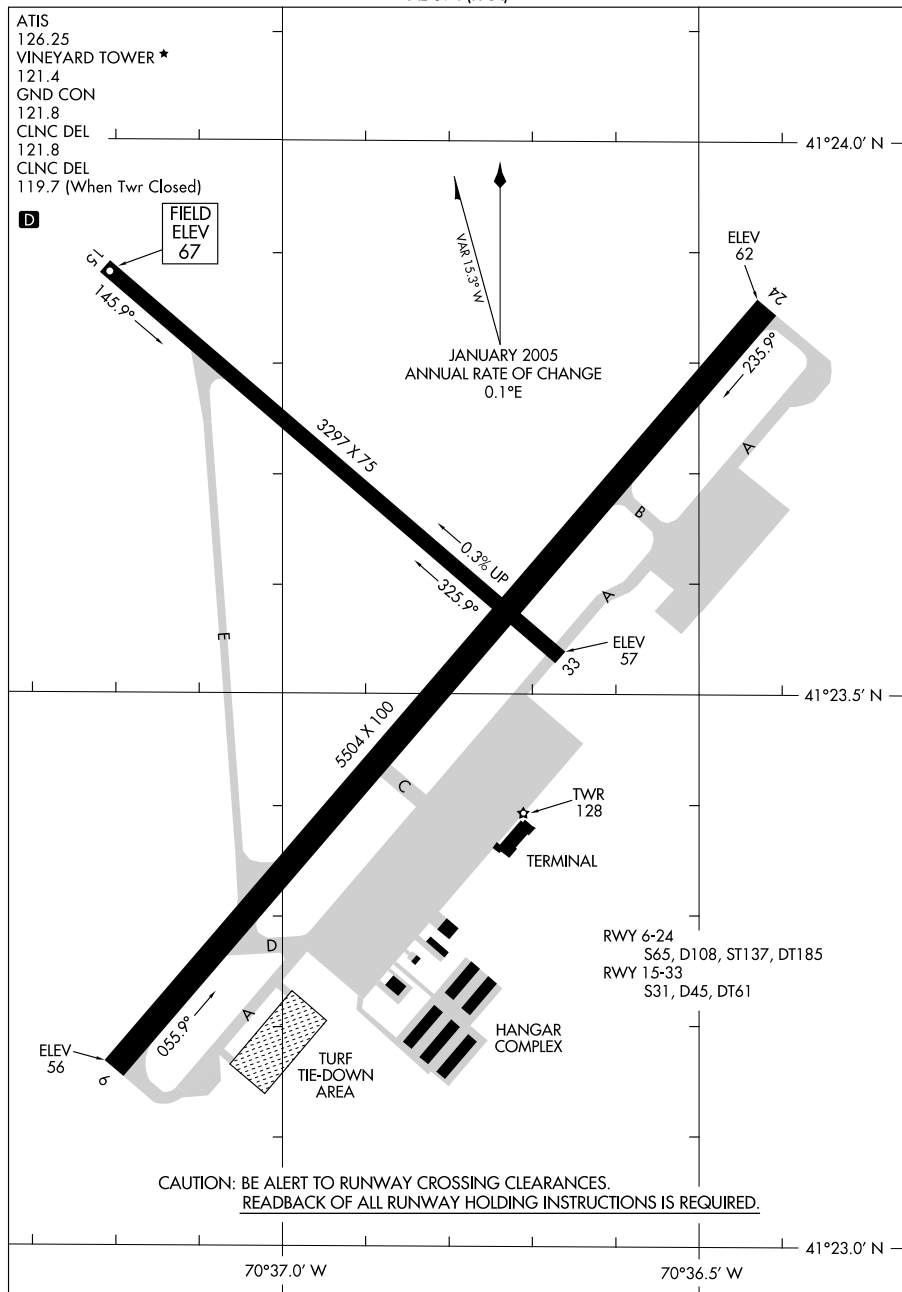 ATIS
126.25
VINEYARD TOWER ★
121.4
GND CON
121.8
CLNC DEL
121.8
CLNC DEL
119.7 (When Twr Closed)
D
FIELD
ELEV
67
15
145.9°
VAR 15.3° W
JANUARY 2005
ANNUAL RATE OF CHANGE
0.1°E
41°24.0' N
ELEV
62
24
235.9°
A
3297 X 75
B
0.3% UP
325.9°
A
ELEV
57
33
E
41°23.5' N
5504 X 100
C
TWR
128
TERMINAL
D
RWY 6-24
S65, D108, ST137, DT185
RWY 15-33
S31, D45, DT61
055.9°
A
ELEV
56
6
TURF
TIE-DOWN
AREA
HANGAR
COMPLEX
CAUTION: BE ALERT TO RUNWAY CROSSING CLEARANCES.
READBACK OF ALL RUNWAY HOLDING INSTRUCTIONS IS REQUIRED.
41°23.0' N
70°37.0' W
70°36.5' W